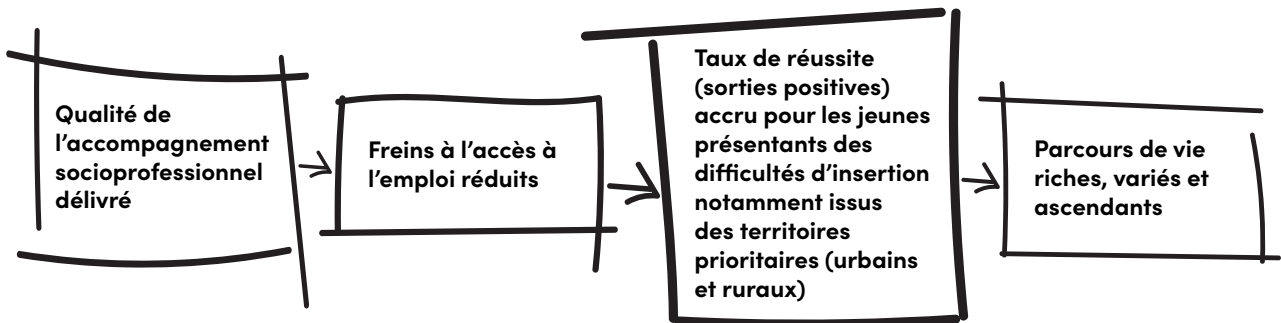 Qualité de
l'accompagnement
socioprofessionnel
délivré
Freins à l'accès à
l'emploi réduits
Taux de réussite
(sorties positives)
accru pour les jeunes
présentants des
difficultés d'insertion
notamment issus
des territoires
prioritaires (urbains
et ruraux)
Parcours de vie
riches, variés et
ascendants